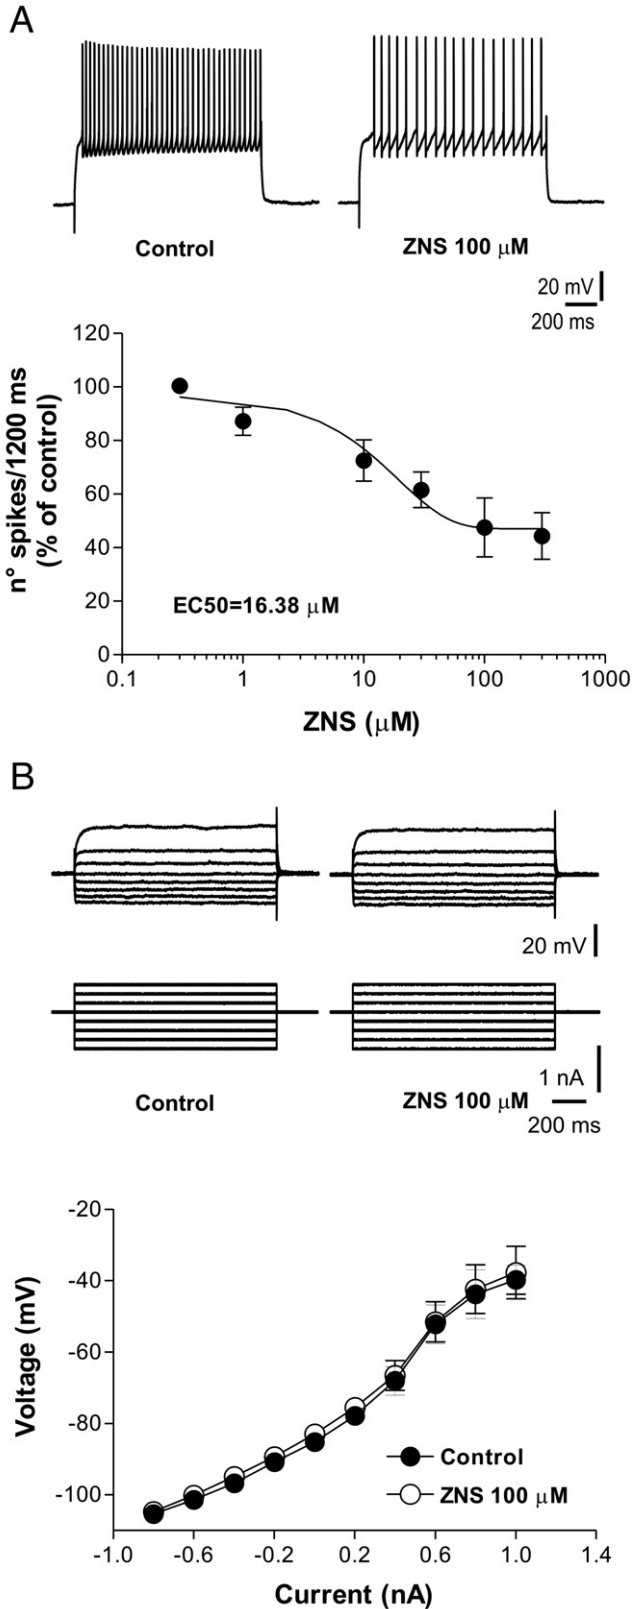 A
Control
ZNS 100 μM
20 mV
200 ms
120
100
80
60
40
20
0
n° spikes/1200 ms
(% of control)
EC50=16.38 μM
0.1
1
10
100
1000
ZNS (μM)
B
20 mV
1 nA
Control
ZNS 100 μM
200 ms
-20
-40
-60
-80
-100
Voltage (mV)
Control
ZNS 100 μM
-1.0
-0.6
-0.2
0.2
0.6
1.0
1.4
Current (nA)